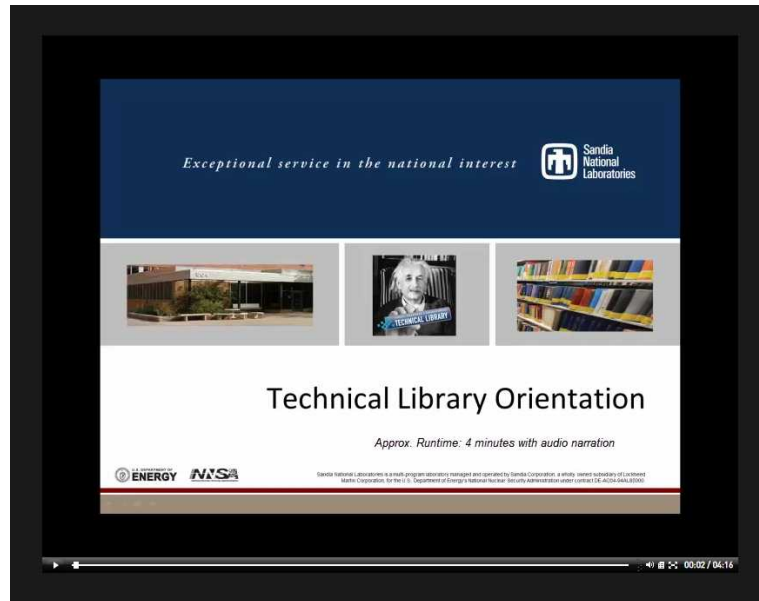 Exceptional service in the national interest
Sandia
National
Laboratories
TECHNICAL LIBRARY
Technical Library Orientation
Approx. Runtime: 4 minutes with audio narration
U.S. DEPARTMENT OF
ENERGY
NNSA
Sandia National Laboratories is a multi-program laboratory managed and operated by Sandia Corporation, a wholly owned subsidiary of Lockheed
Martin Corporation, for the U.S. Department of Energy's National Nuclear Security Administration under contract DE-AC04-94AL85000.
00:02 / 04:16